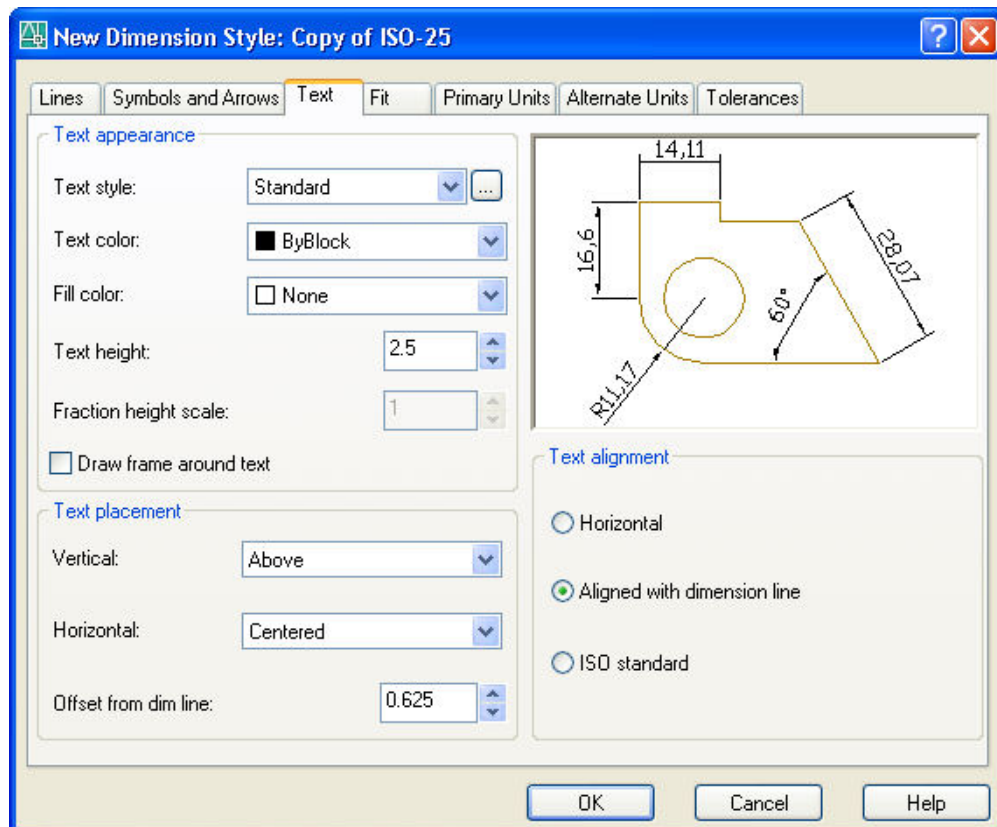 New Dimension Style: Copy of ISO-25
Lines Symbols and Arrows Text Fit Primary Units Alternate Units Tolerances
Text appearance
Text style: Standard ...
Text color: ByBlock
Fill color: None
Text height: 2.5
Fraction height scale: 1
Draw frame around text
Text placement
Vertical: Above
Horizontal: Centered
Offset from dim line: 0.625
14,11
16,6
28,07
60°
R11,17
Text alignment
Horizontal
Aligned with dimension line
ISO standard
OK Cancel Help